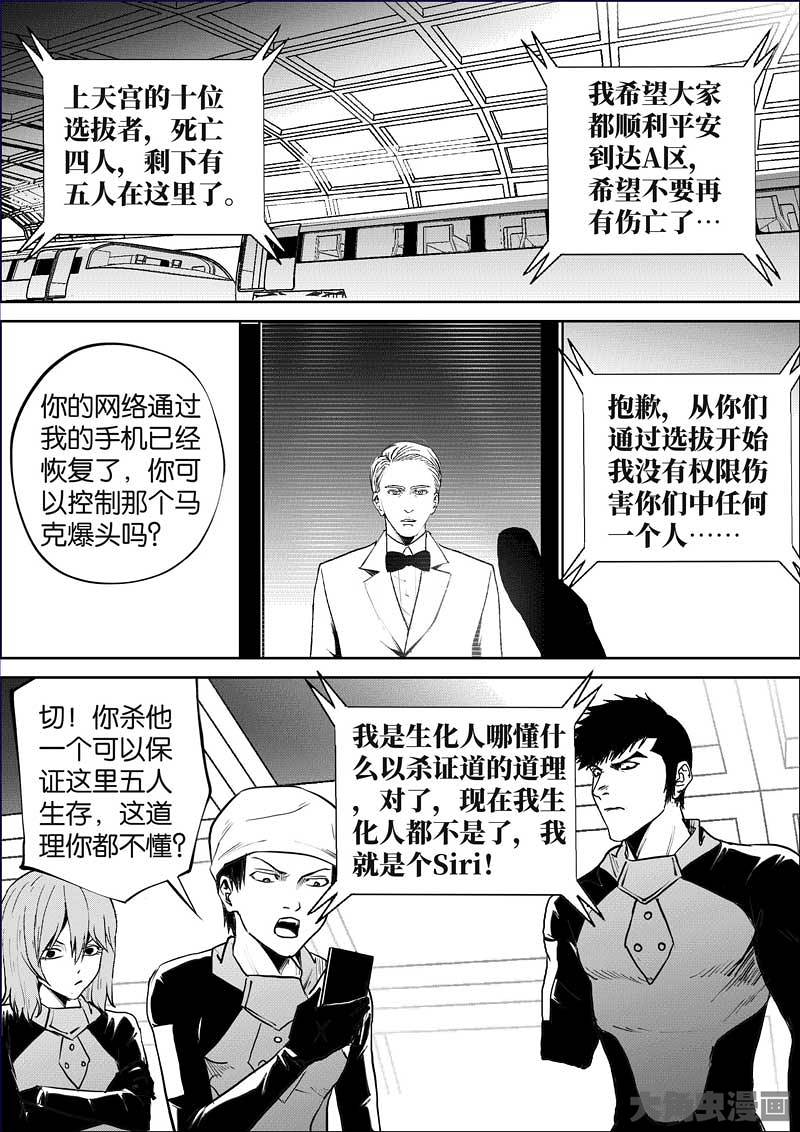 上天宫的十位
选拔者，死亡
四人，剩下有
五人在这里了。
我希望大家
都顺利平安
到达A区，
希望不要再
有伤亡了…
你的网络通过
我的手机已经
恢复了，你可
以控制那个马
克爆头吗？
抱歉，从你们
通过选拔开始
我没有权限伤
害你们中任何
一个人……
切！你杀他
一个可以保
证这里五人
生存，这道
理你都不懂？
我是生化人哪懂什
么以杀证道的道理
，对了，现在我生
化人都不是了，我
就是个Siri！
X
大角虫漫画